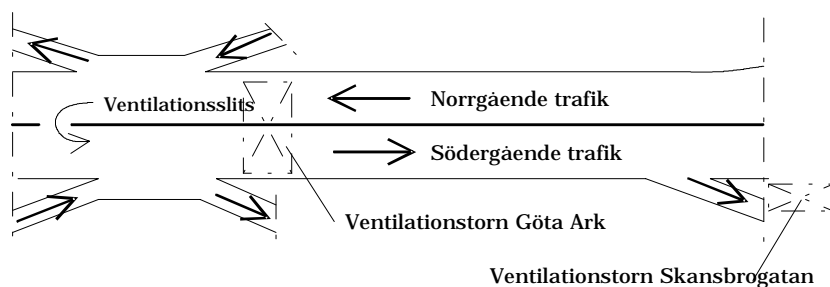 Ventilationsslits
Norrgående trafik
Södergående trafik
Ventilationstorn Göta Ark
Ventilationstorn Skansbrogatan